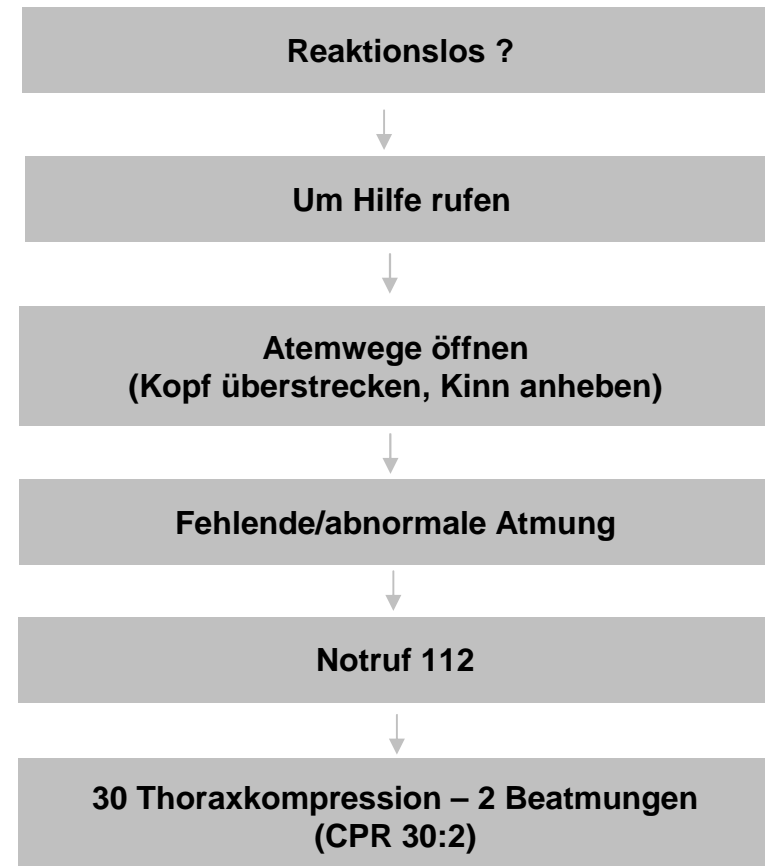 Reaktionslos ?
Um Hilfe rufen
Atemwege öffnen
(Kopf überstrecken, Kinn anheben)
Fehlende/abnormale Atmung
Notruf 112
30 Thoraxkompression – 2 Beatmungen
(CPR 30:2)